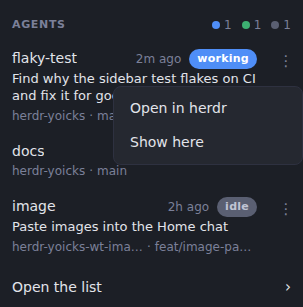 AGENTS 1 1 1
flaky-test 2m ago working
Find why the sidebar test flakes on CI
and fix it for
herdr-yoicks ·
Open in herdr
Show here
docs
herdr-yoicks · main
image 2h ago idle
Paste images into the Home chat
herdr-yoicks-wt-ima… · feat/image-pa…
Open the list ›